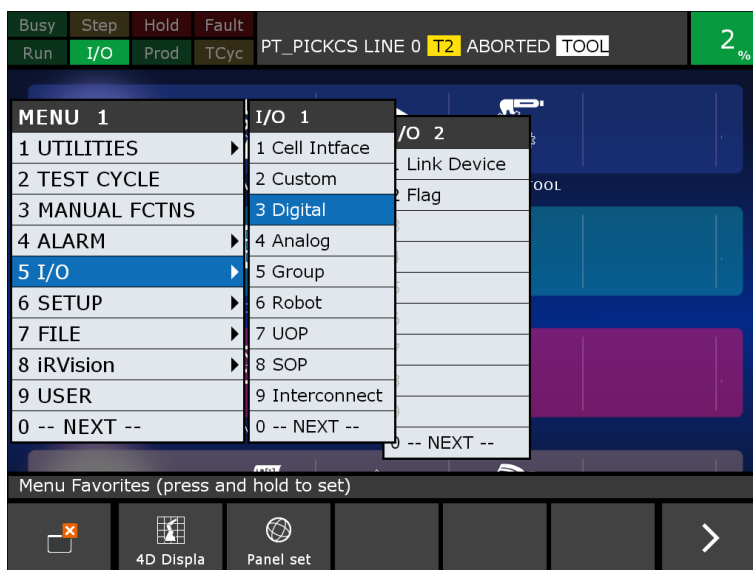 Busy Step Hold Fault
Run I/O Prod TCyc
PT_PICKCS LINE 0 T2 ABORTED TOOL
2 %
MENU 1
1 UTILITIES
2 TEST CYCLE
3 MANUAL FCTNS
4 ALARM
5 I/O
6 SETUP
7 FILE
8 iRVision
9 USER
0 -- NEXT --
I/O 1
1 Cell Intface
2 Custom
3 Digital
4 Analog
5 Group
6 Robot
7 UOP
8 SOP
9 Interconnect
0 -- NEXT --
/O 2
Link Device
Flag
-- NEXT --
OOL
Menu Favorites (press and hold to set)
4D Displa
Panel set